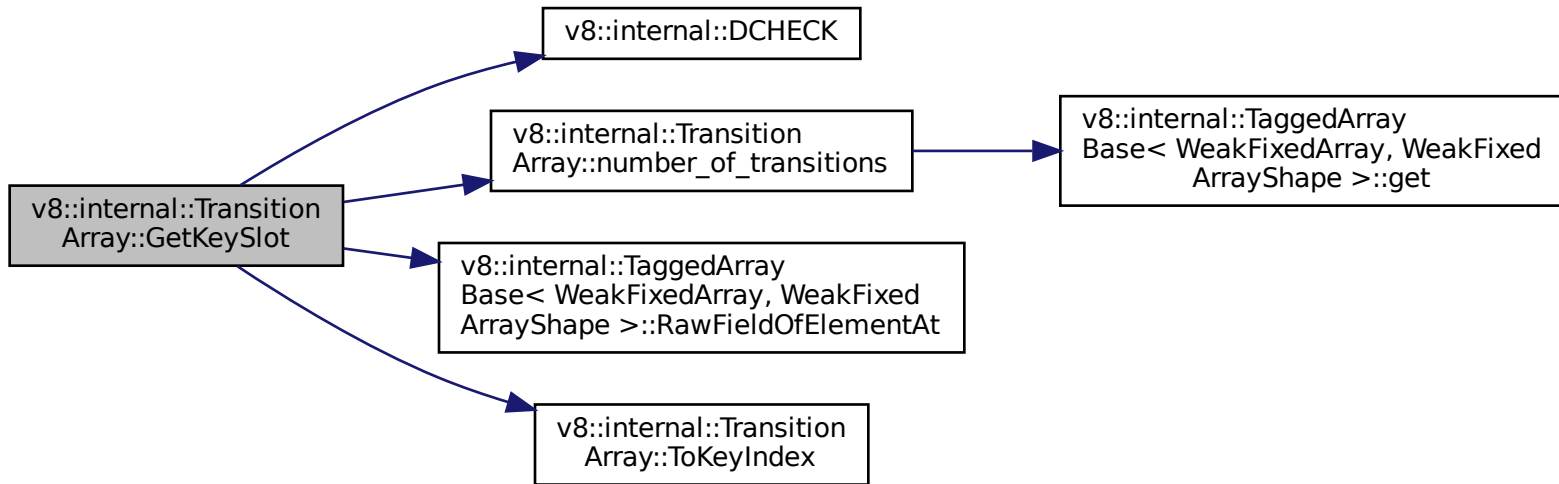 v8::internal::DCHECK
v8::internal::Transition
Array::number_of_transitions
v8::internal::TaggedArray
Base< WeakFixedArray, WeakFixed
ArrayShape >::get
v8::internal::Transition
Array::GetKeySlot
v8::internal::TaggedArray
Base< WeakFixedArray, WeakFixed
ArrayShape >::RawFieldOfElementAt
v8::internal::Transition
Array::ToKeyIndex